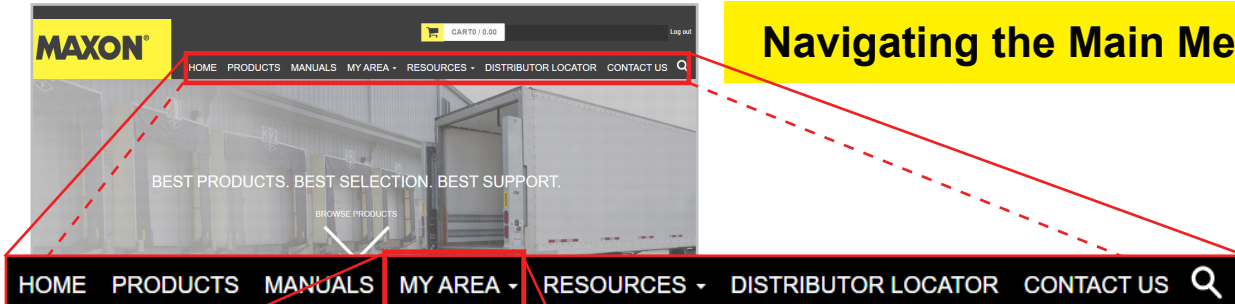 MAXON®
CART0 / 0.00
Log out
Navigating the Main Me
HOME PRODUCTS MANUALS MY AREA RESOURCES DISTRIBUTOR LOCATOR CONTACT US
BEST PRODUCTS. BEST SELECTION. BEST SUPPORT.
BROWSE PRODUCTS
HOME PRODUCTS MANUALS MY AREA RESOURCES DISTRIBUTOR LOCATOR CONTACT US